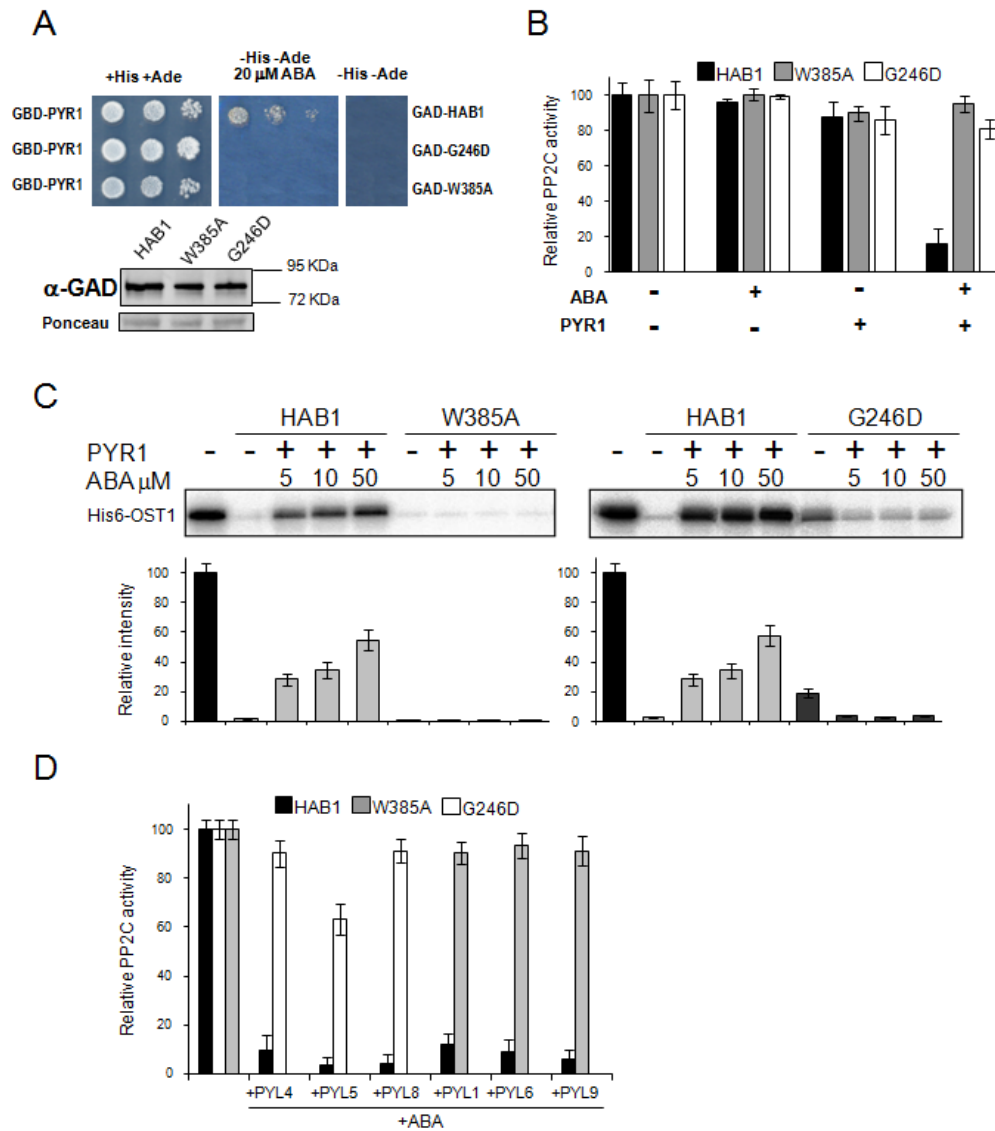 A
+His +Ade
-His -Ade
20 µM ABA
-His -Ade
GBD-PYR1
GAD-HAB1
GBD-PYR1
GAD-G246D
GBD-PYR1
GAD-W385A
HAB1 W385A G246D
α-GAD
95 KDa
72 KDa
Ponceau
B
HAB1 W385A G246D
Relative PP2C activity
100
80
60
40
20
0
ABA - + - +
PYR1 - - + +
C
HAB1 W385A
PYR1 - - + + + - + + +
ABA µM 5 10 50 5 10 50
His6-OST1
HAB1 G246D
- - + + + - + + +
5 10 50 5 10 50
Relative intensity
100
80
60
40
20
0
100
80
60
40
20
0
D
HAB1 W385A G246D
Relative PP2C activity
100
80
60
40
20
0
+PYL4 +PYL5 +PYL8 +PYL1 +PYL6 +PYL9
+ABA